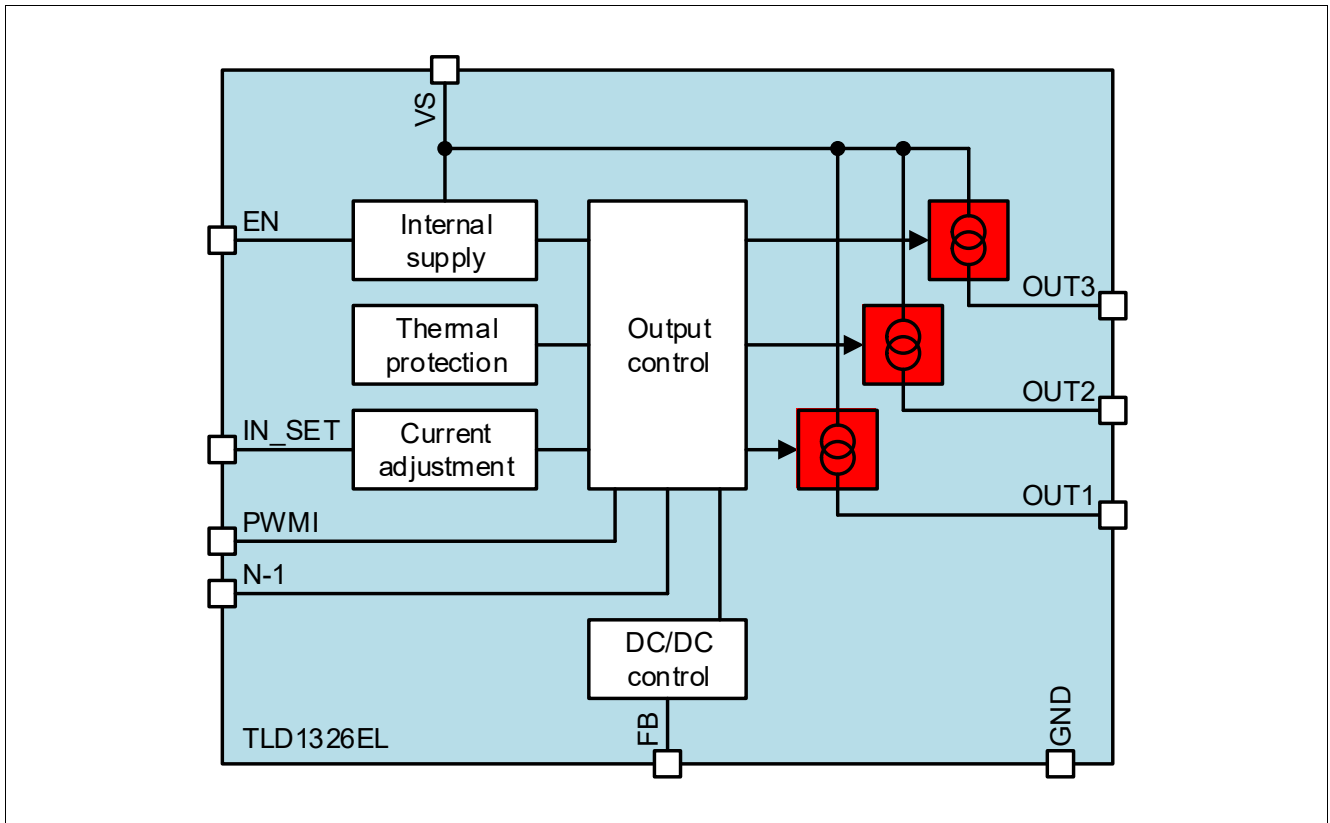 VS
EN
Internal
supply
Thermal
protection
Output
control
OUT3
OUT2
IN_SET
Current
adjustment
OUT1
PWMI
N-1
DC/DC
control
TLD1326EL
FB
GND